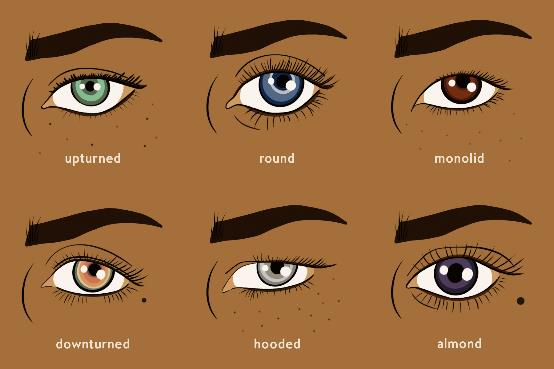 upturned
round
monolid
downturned
hooded
almond